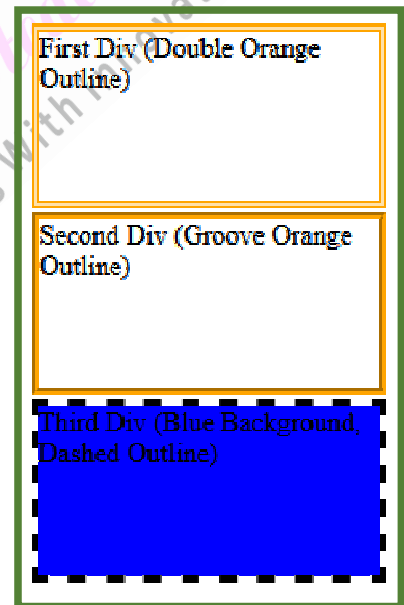 First Div (Double Orange
Outline)
Second Div (Groove Orange
Outline)
Third Div (Blue Background,
Dashed Outline)